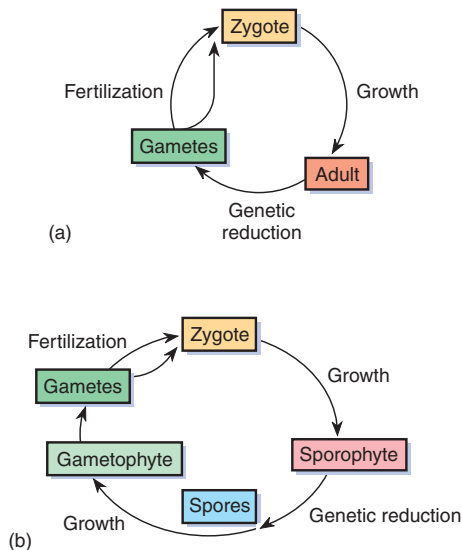 Zygote
Fertilization
Growth
Gametes
Adult
Genetic
reduction
(a)
Zygote
Fertilization
Growth
Gametes
Gametophyte
Sporophyte
Spores
Growth
Genetic reduction
(b)